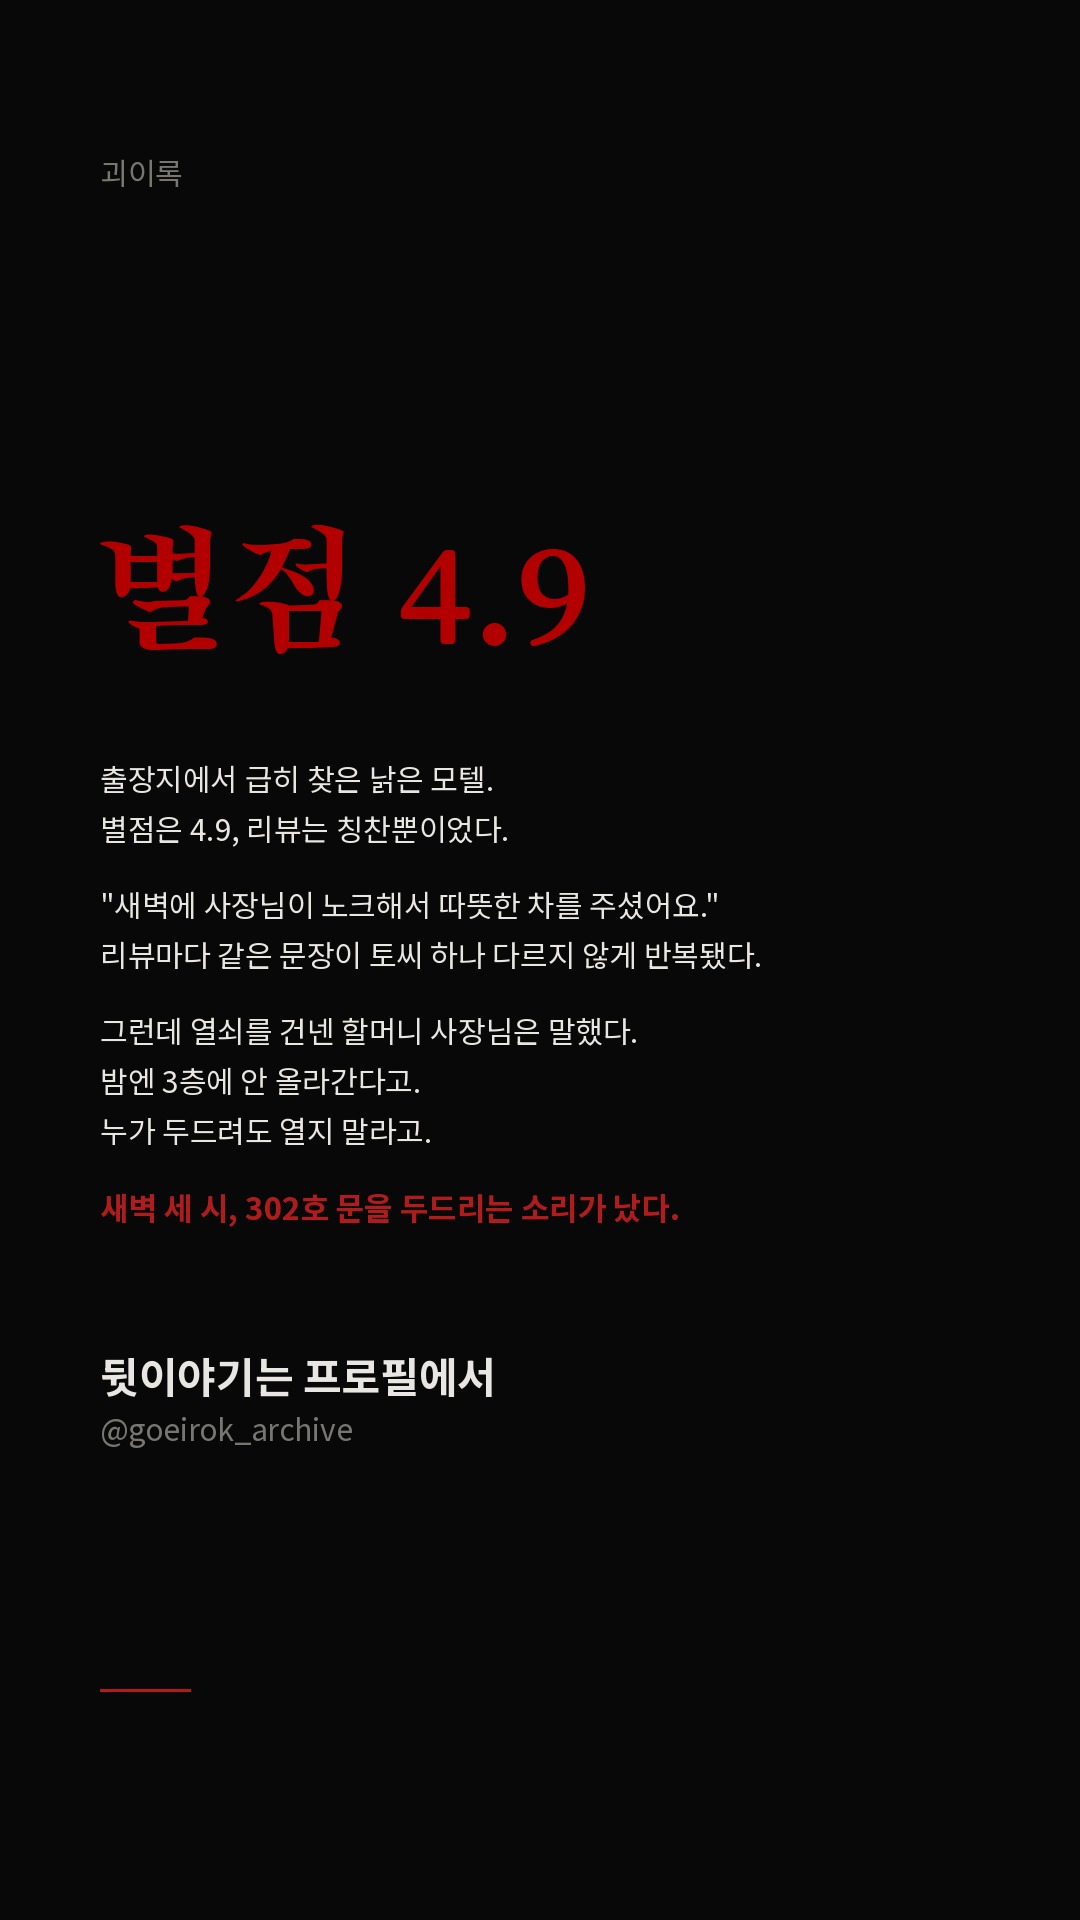 괴이록
별점 4.9
출장지에서 급히 찾은 낡은 모텔.
별점은 4.9, 리뷰는 칭찬뿐이었다.
"새벽에 사장님이 노크해서 따뜻한 차를 주셨어요."
리뷰마다 같은 문장이 토씨 하나 다르지 않게 반복됐다.
그런데 열쇠를 건넨 할머니 사장님은 말했다.
밤엔 3층에 안 올라간다고.
누가 두드려도 열지 말라고.
새벽 세 시, 302호 문을 두드리는 소리가 났다.
뒷이야기는 프로필에서
@goeirok_archive